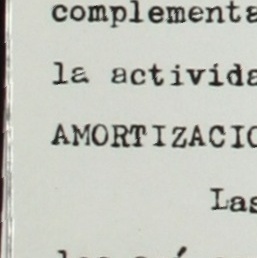 complementa
la activida
AMORTIZACIO
Las